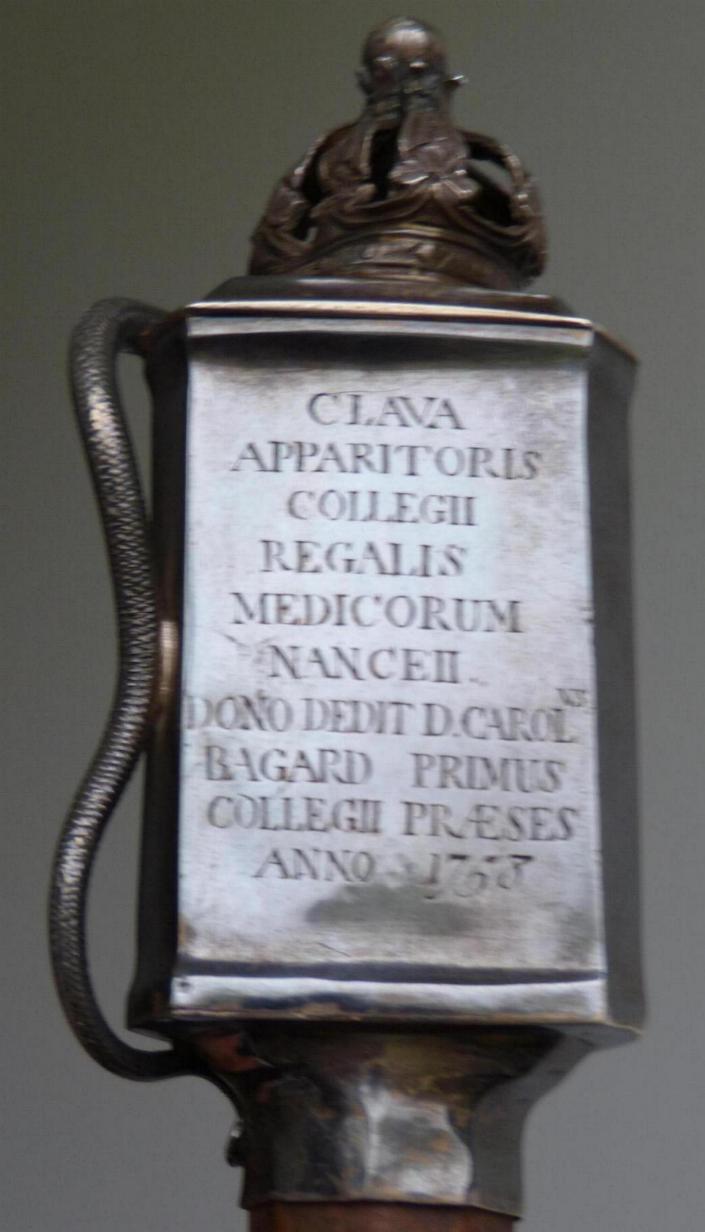 CLAVA
APPARITORIS
COLLEGII
REGALIS
MEDICORUM
NANCEII.
DONO DEDIT D. CAROL
BAGARD PRIMUS
COLLEGII PRÆSES
ANNO